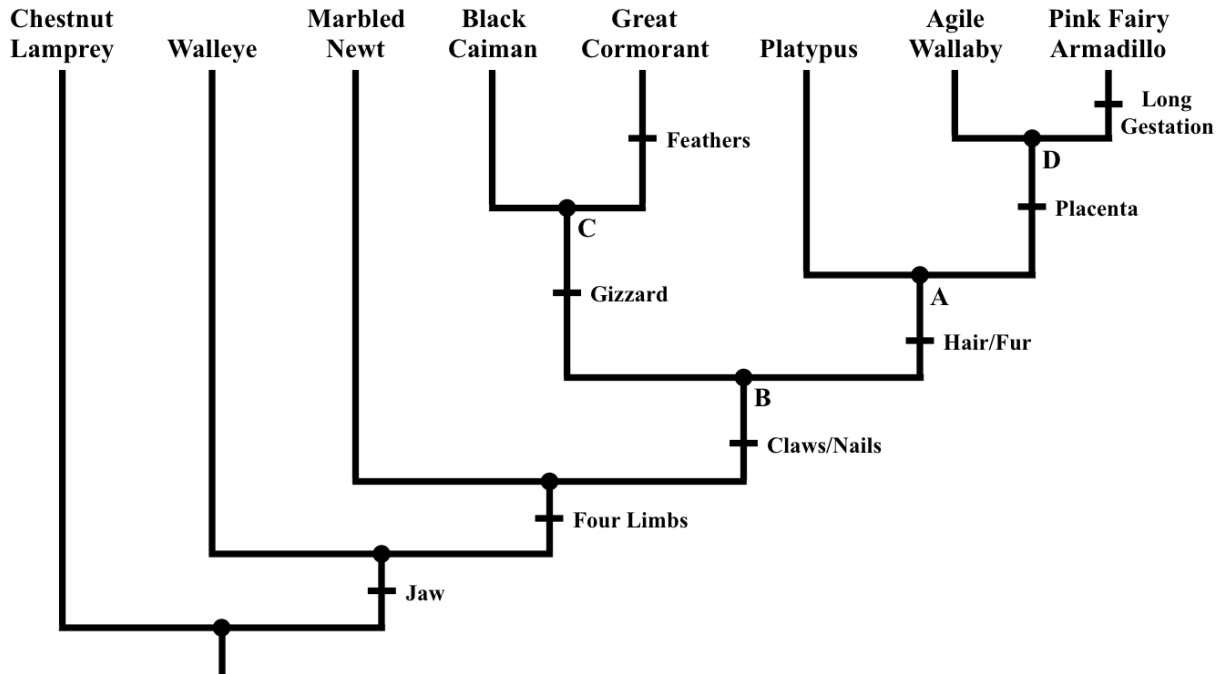 Chestnut
Lamprey
Walleye
Marbled
Newt
Black
Caiman
Great
Cormorant
Platypus
Agile
Wallaby
Pink Fairy
Armadillo
Long
Gestation
Feathers
D
Placenta
C
Gizzard
A
Hair/Fur
B
Claws/Nails
Four Limbs
Jaw